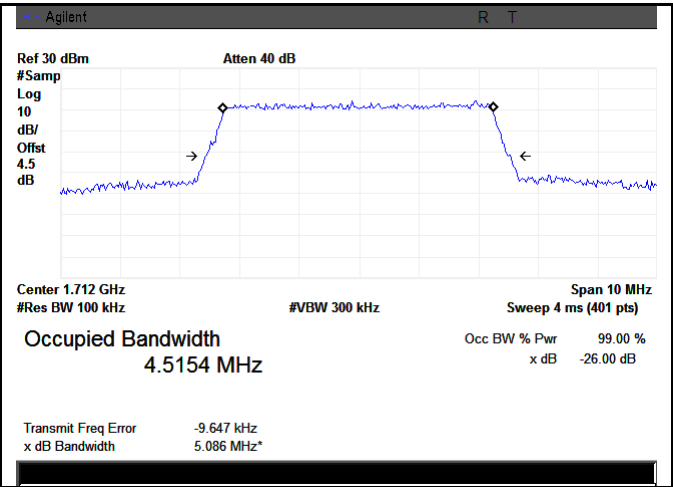 Agilent R T
Ref 30 dBm Atten 40 dB
#Samp
Log
10
dB/
Offst
4.5
dB
Center 1.712 GHz Span 10 MHz
#Res BW 100 kHz #VBW 300 kHz Sweep 4 ms (401 pts)
Occupied Bandwidth Occ BW % Pwr 99.00 %
4.5154 MHz x dB -26.00 dB
Transmit Freq Error -9.647 kHz
x dB Bandwidth 5.086 MHz*